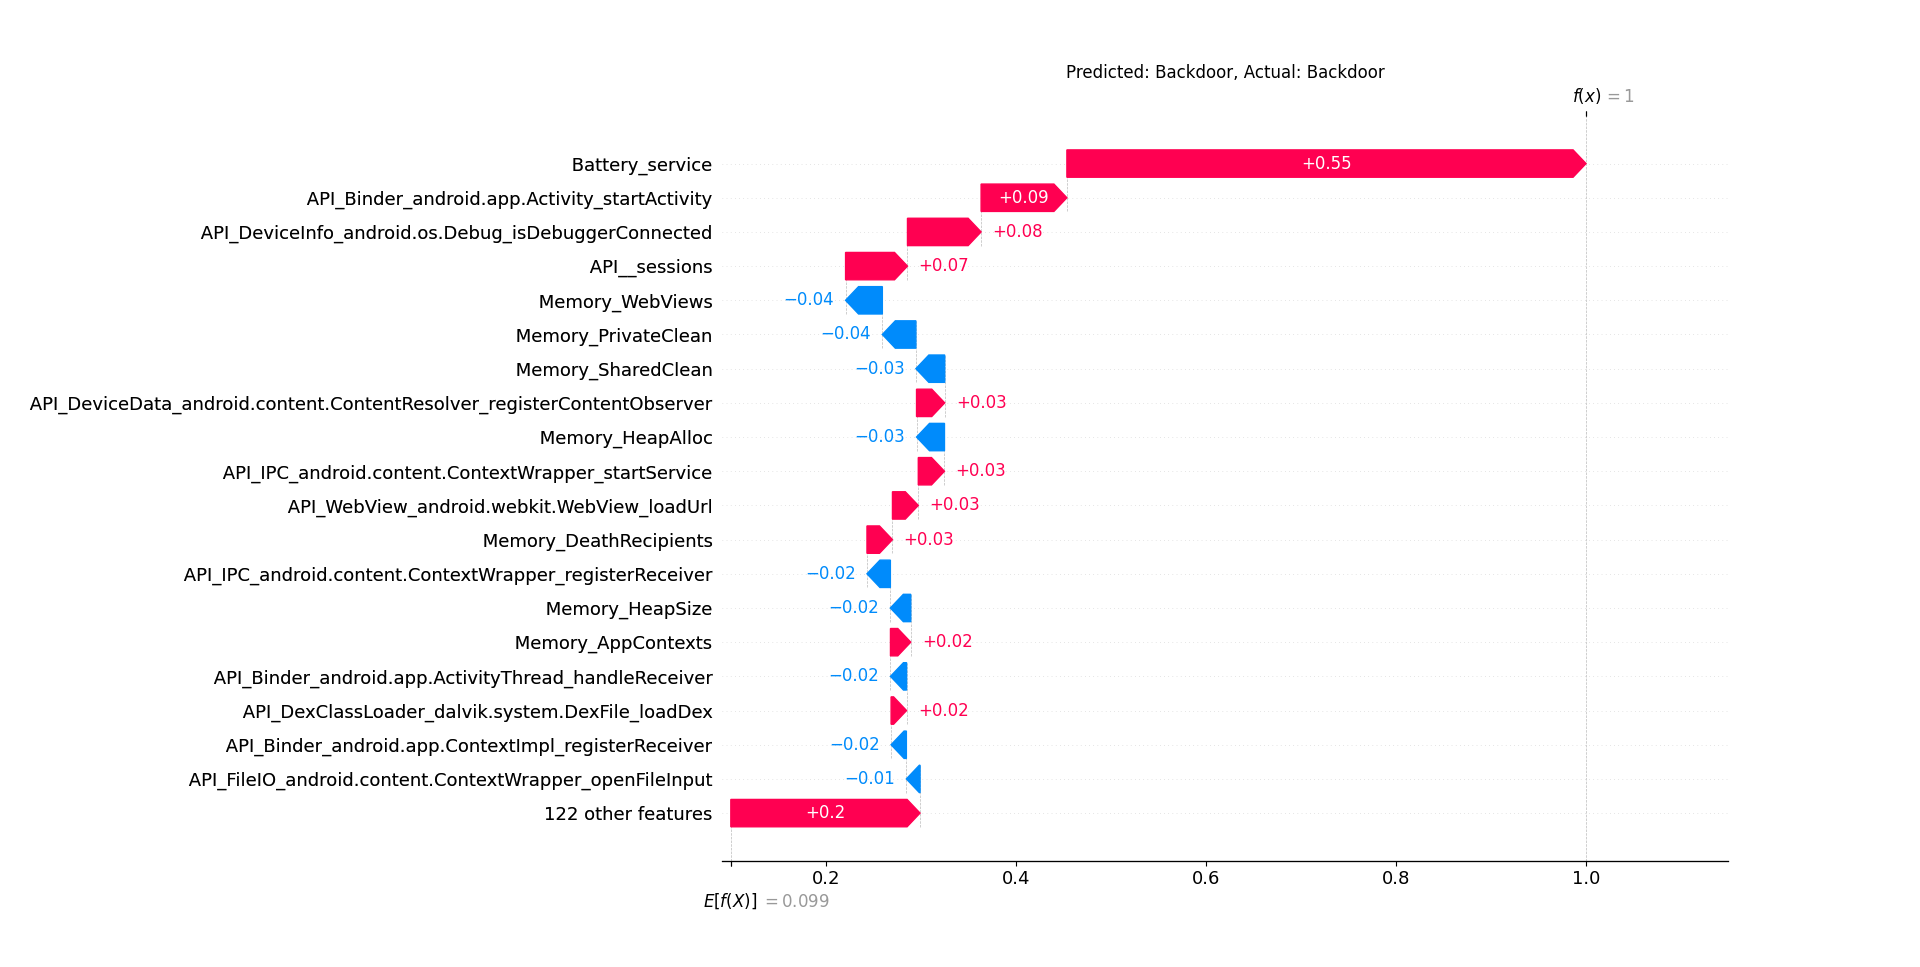 Predicted: Backdoor, Actual: Backdoor
f(x) = 1
Battery_service +0.55
API_Binder_android.app.Activity_startActivity +0.09
API_DeviceInfo_android.os.Debug_isDebuggerConnected +0.08
API__sessions +0.07
Memory_WebViews −0.04
Memory_PrivateClean −0.04
Memory_SharedClean −0.03
API_DeviceData_android.content.ContentResolver_registerContentObserver +0.03
Memory_HeapAlloc −0.03
API_IPC_android.content.ContextWrapper_startService +0.03
API_WebView_android.webkit.WebView_loadUrl +0.03
Memory_DeathRecipients +0.03
API_IPC_android.content.ContextWrapper_registerReceiver −0.02
Memory_HeapSize −0.02
Memory_AppContexts +0.02
API_Binder_android.app.ActivityThread_handleReceiver −0.02
API_DexClassLoader_dalvik.system.DexFile_loadDex +0.02
API_Binder_android.app.ContextImpl_registerReceiver −0.02
API_FileIO_android.content.ContextWrapper_openFileInput −0.01
122 other features +0.2
0.2 0.4 0.6 0.8 1.0
E[f(X)] = 0.099